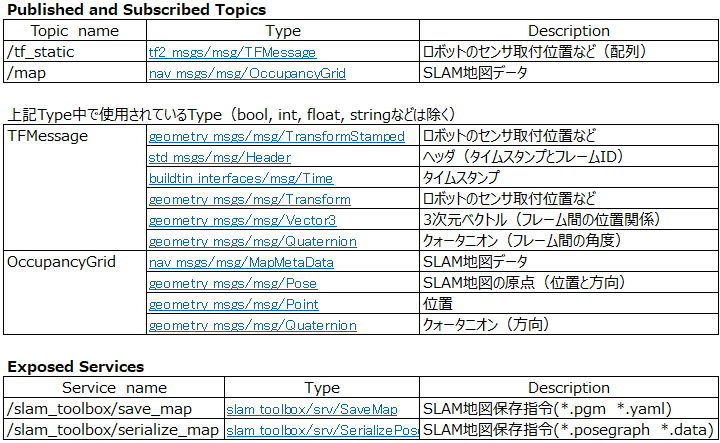 Published and Subscribed Topics
Topic name Type Description
/tf_static tf2_msgs/msg/TFMessage ロボットのセンサ取付位置など（配列）
/map nav_msgs/msg/OccupancyGrid SLAM地図データ
上記Type中で使用されているType（bool, int, float, stringなどは除く）
TFMessage geometry_msgs/msg/TransformStamped ロボットのセンサ取付位置など
std_msgs/msg/Header ヘッダ（タイムスタンプとフレームID）
builtin_interfaces/msg/Time タイムスタンプ
geometry_msgs/msg/Transform ロボットのセンサ取付位置など
geometry_msgs/msg/Vector3 3次元ベクトル（フレーム間の位置関係）
geometry_msgs/msg/Quaternion クォータニオン（フレーム間の角度）
OccupancyGrid nav_msgs/msg/MapMetaData SLAM地図データ
geometry_msgs/msg/Pose SLAM地図の原点（位置と方向）
geometry_msgs/msg/Point 位置
geometry_msgs/msg/Quaternion クォータニオン（方向）
Exposed Services
Service name Type Description
/slam_toolbox/save_map slam_toolbox/srv/SaveMap SLAM地図保存指令(*.pgm *.yaml)
/slam_toolbox/serialize_map slam_toolbox/srv/SerializePose SLAM地図保存指令(*.posegraph *.data)